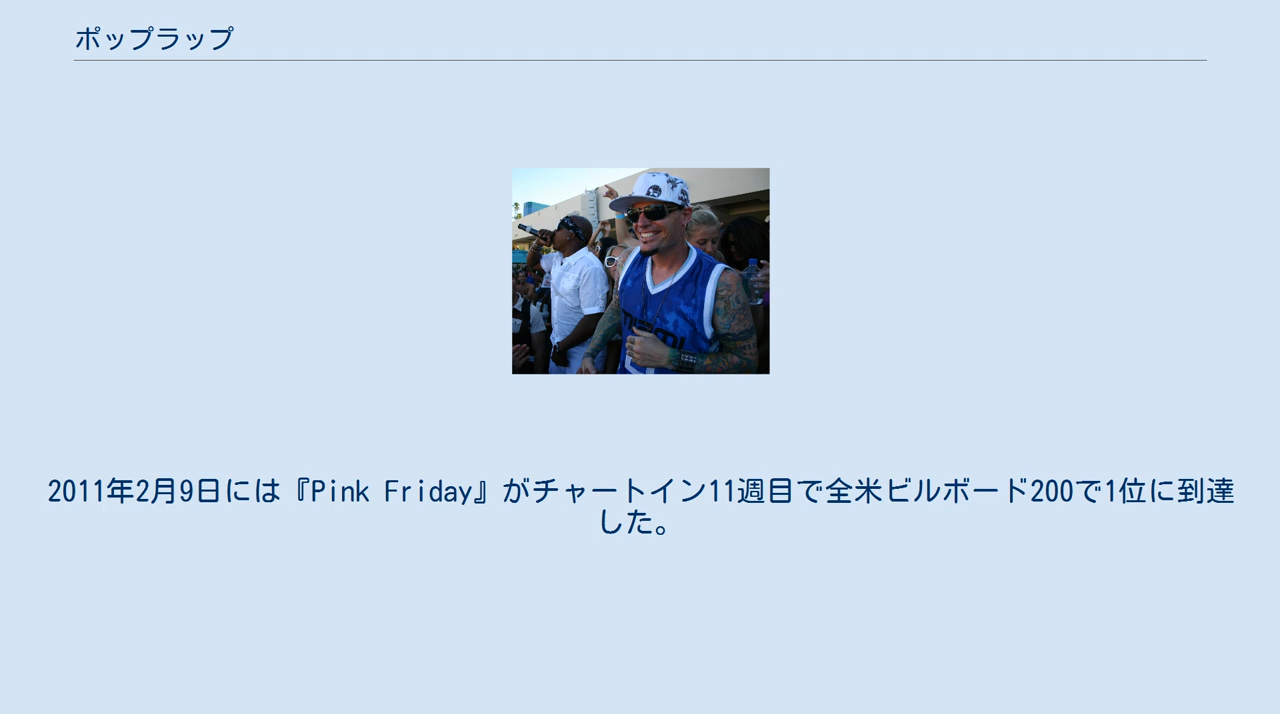 ポップラップ
2011年2月9日には『Pink Friday』がチャートイン11週目で全米ビルボード200で1位に到達
した。